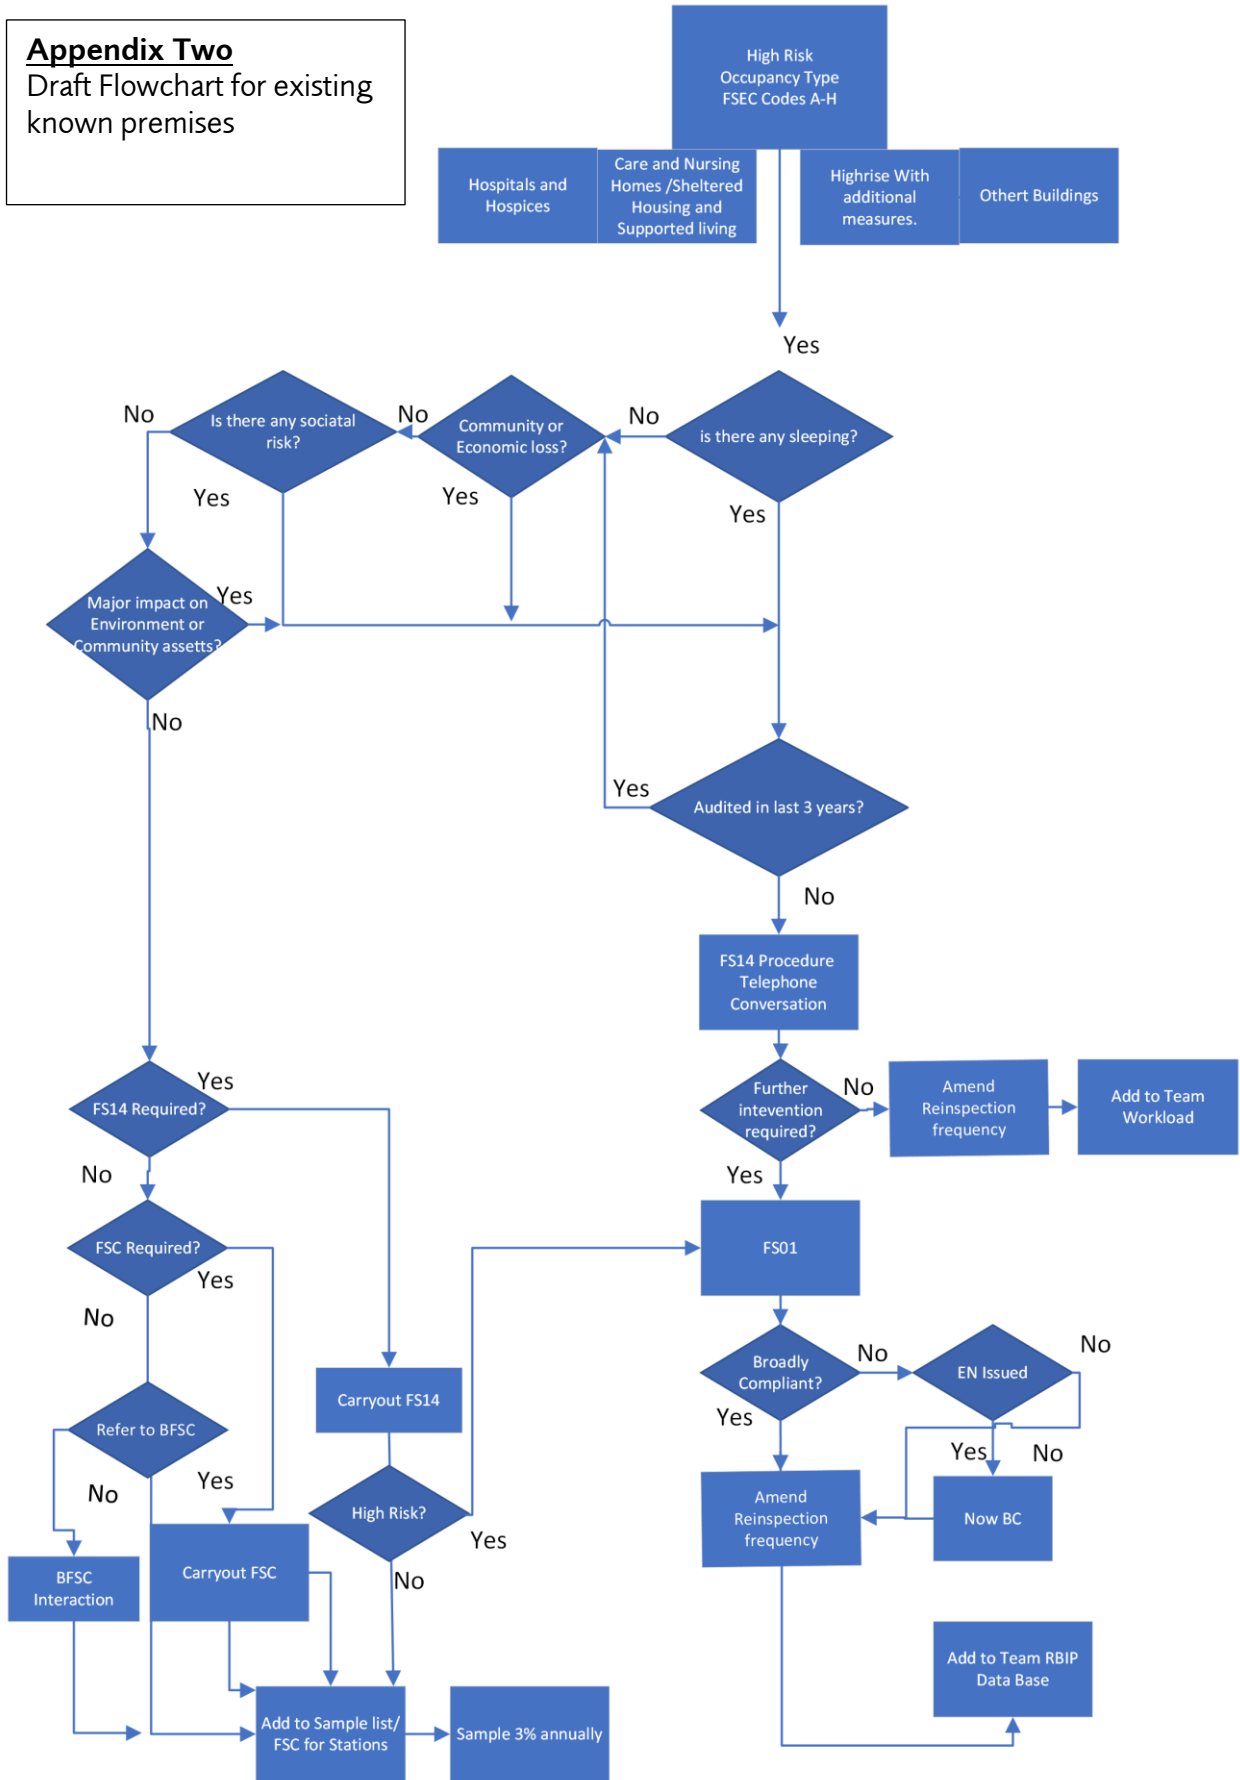 Appendix Two
Draft Flowchart for existing
known premises
High Risk
Occupancy Type
FSEC Codes A-H
Hospitals and
Hospices
Care and Nursing
Homes /Sheltered
Housing and
Supported living
Highrise With
additional
measures.
Othert Buildings
Yes
is there any sleeping?
No
Yes
Community or
Economic loss?
No
Yes
Is there any sociatal
risk?
No
Yes
Major impact on
Environment or
Community assetts?
Yes
No
Audited in last 3 years?
Yes
No
FS14 Procedure
Telephone
Conversation
Further
intevention
required?
No
Yes
Amend
Reinspection
frequency
Add to Team
Workload
FS14 Required?
Yes
No
FSC Required?
Yes
No
FS01
Broadly
Compliant?
No
Yes
EN Issued
No
Yes
No
Carryout FS14
Refer to BFSC
Yes
No
High Risk?
Yes
No
Amend
Reinspection
frequency
Now BC
BFSC
Interaction
Carryout FSC
Add to Team RBIP
Data Base
Add to Sample list/
FSC for Stations
Sample 3% annually